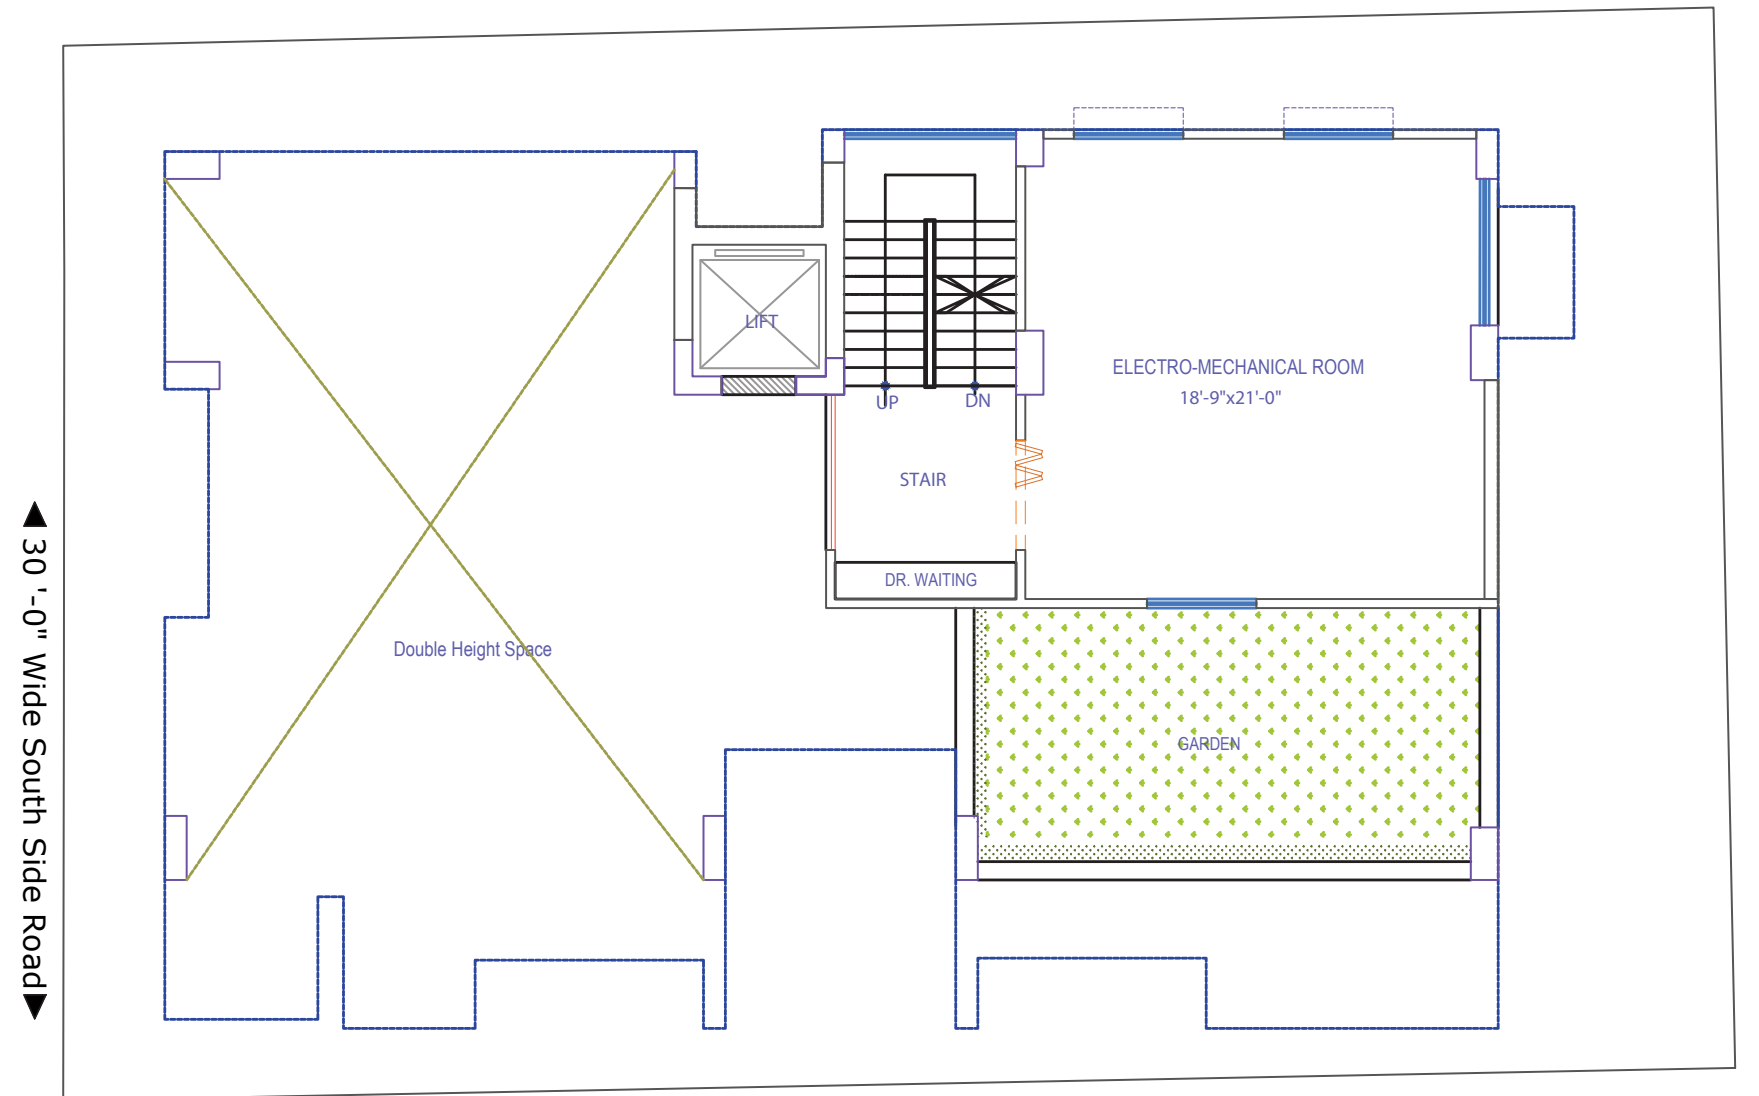 LIFT
UP
DN
ELECTRO-MECHANICAL ROOM
18'-9"x21'-0"
STAIR
DR. WAITING
Double Height Space
GARDEN
30 '-0" Wide South Side Road